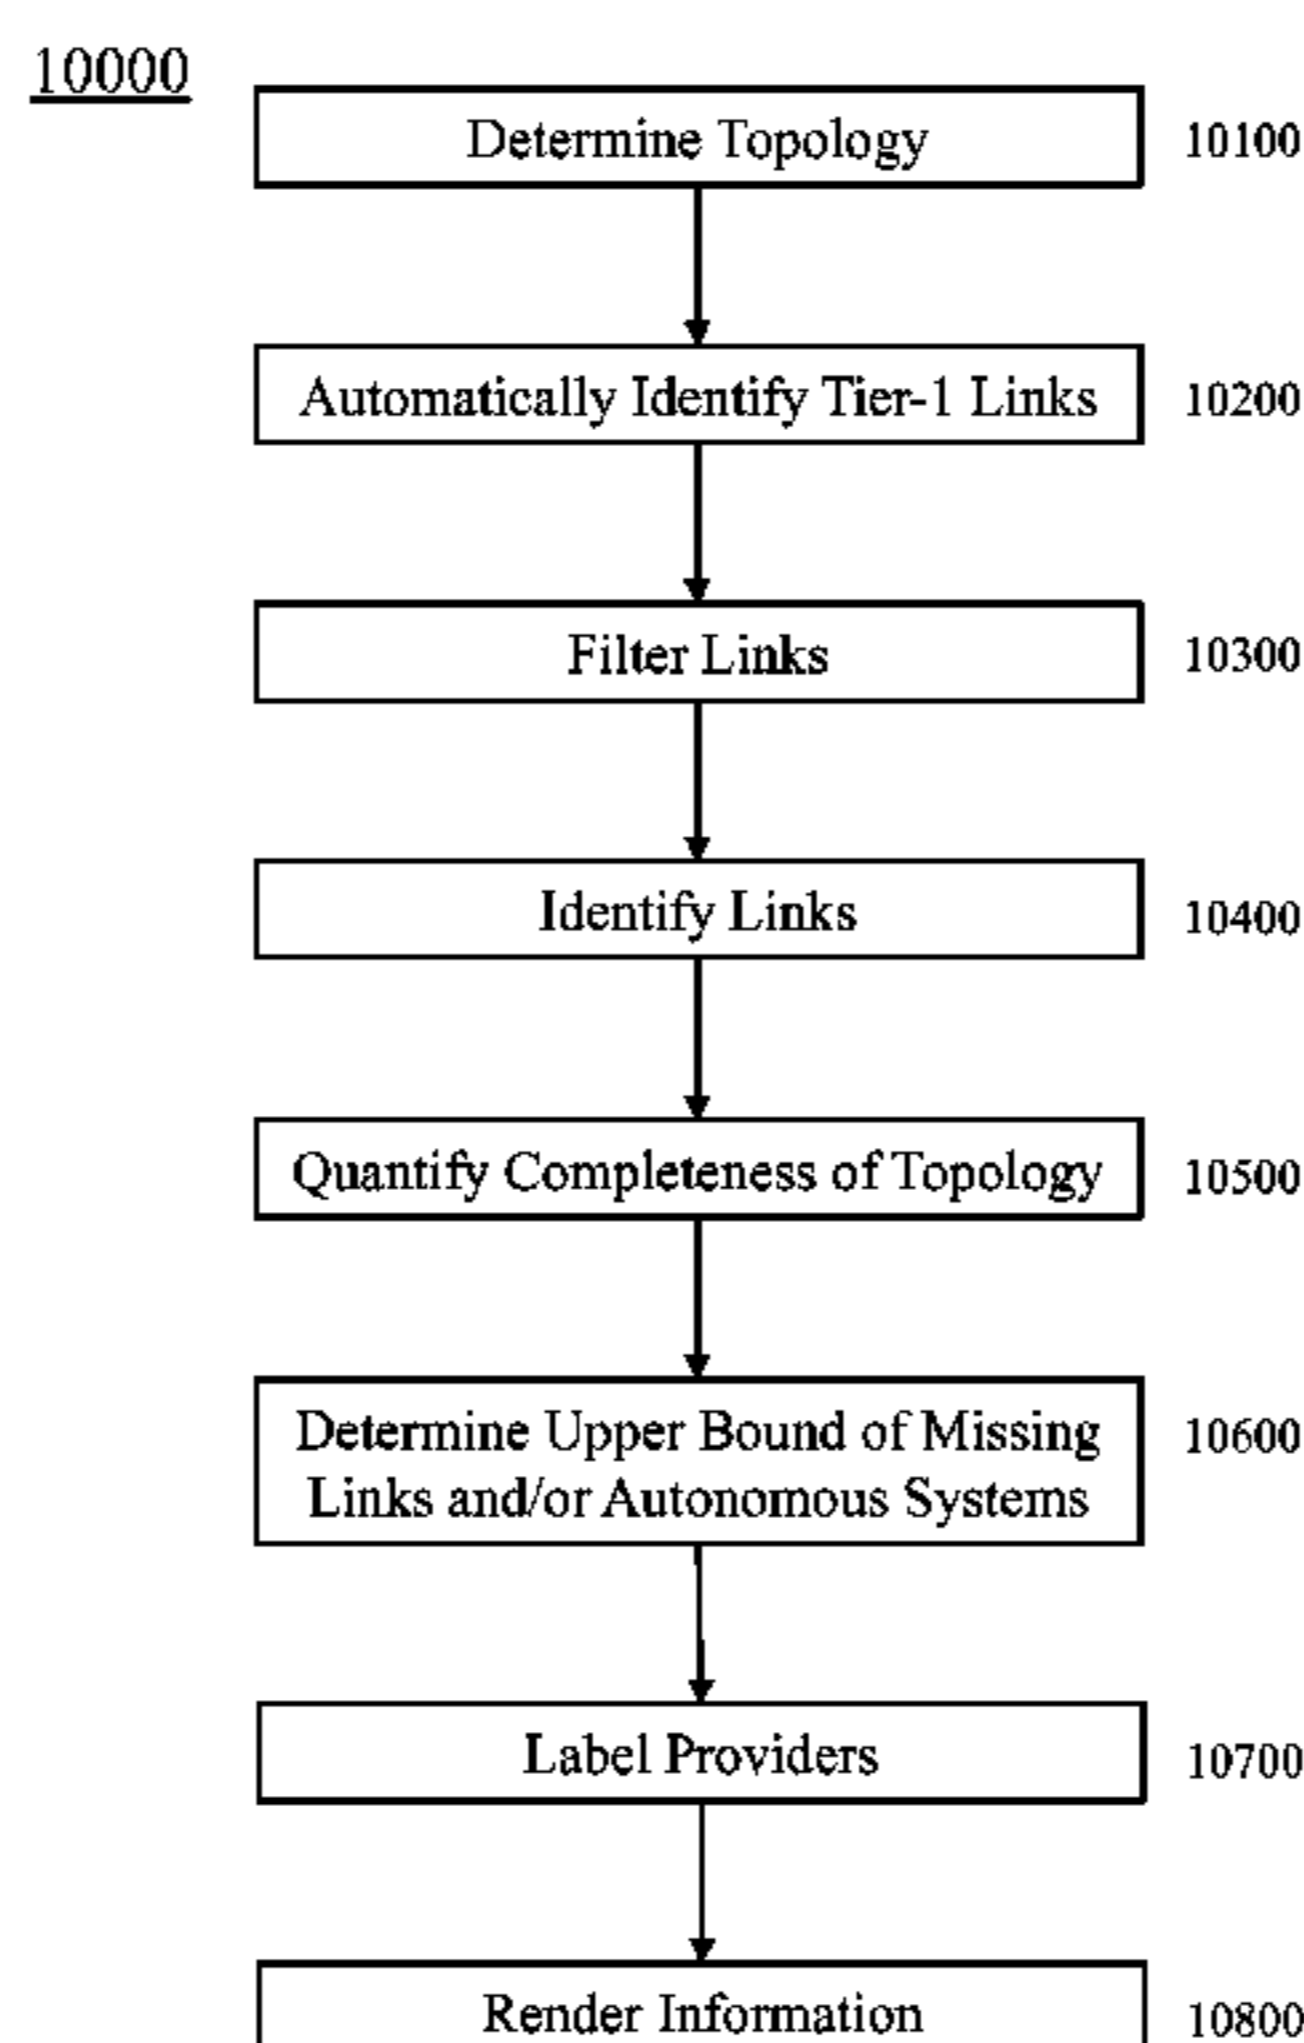 10000
Determine Topology 10100
Automatically Identify Tier-1 Links 10200
Filter Links 10300
Identify Links 10400
Quantify Completeness of Topology 10500
Determine Upper Bound of Missing 10600
Links and/or Autonomous Systems
Label Providers 10700
Render Information 10800